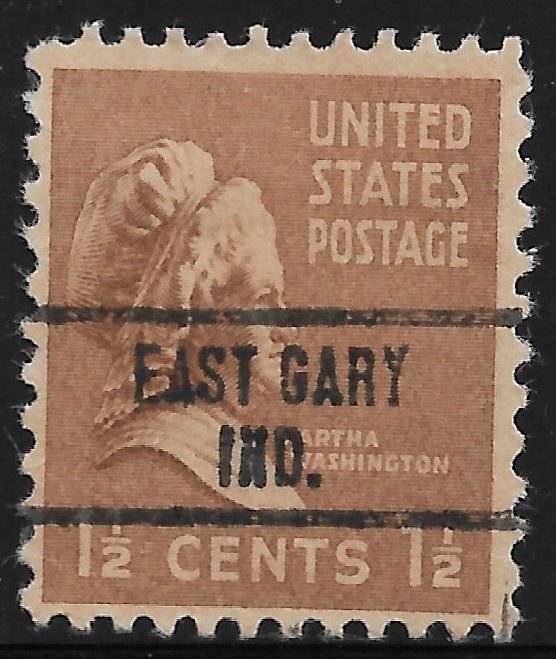 UNITED
STATES
POSTAGE
EAST GARY
IND.
ARTHA
WASHINGTON
1½ CENTS 1½